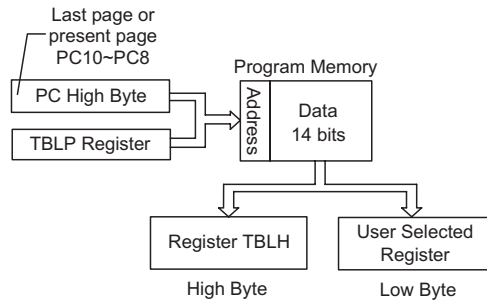 Last page or
present page
PC10~PC8
Program Memory
PC High Byte
TBLP Register
Address
Data
14 bits
Register TBLH
User Selected
Register
High Byte
Low Byte